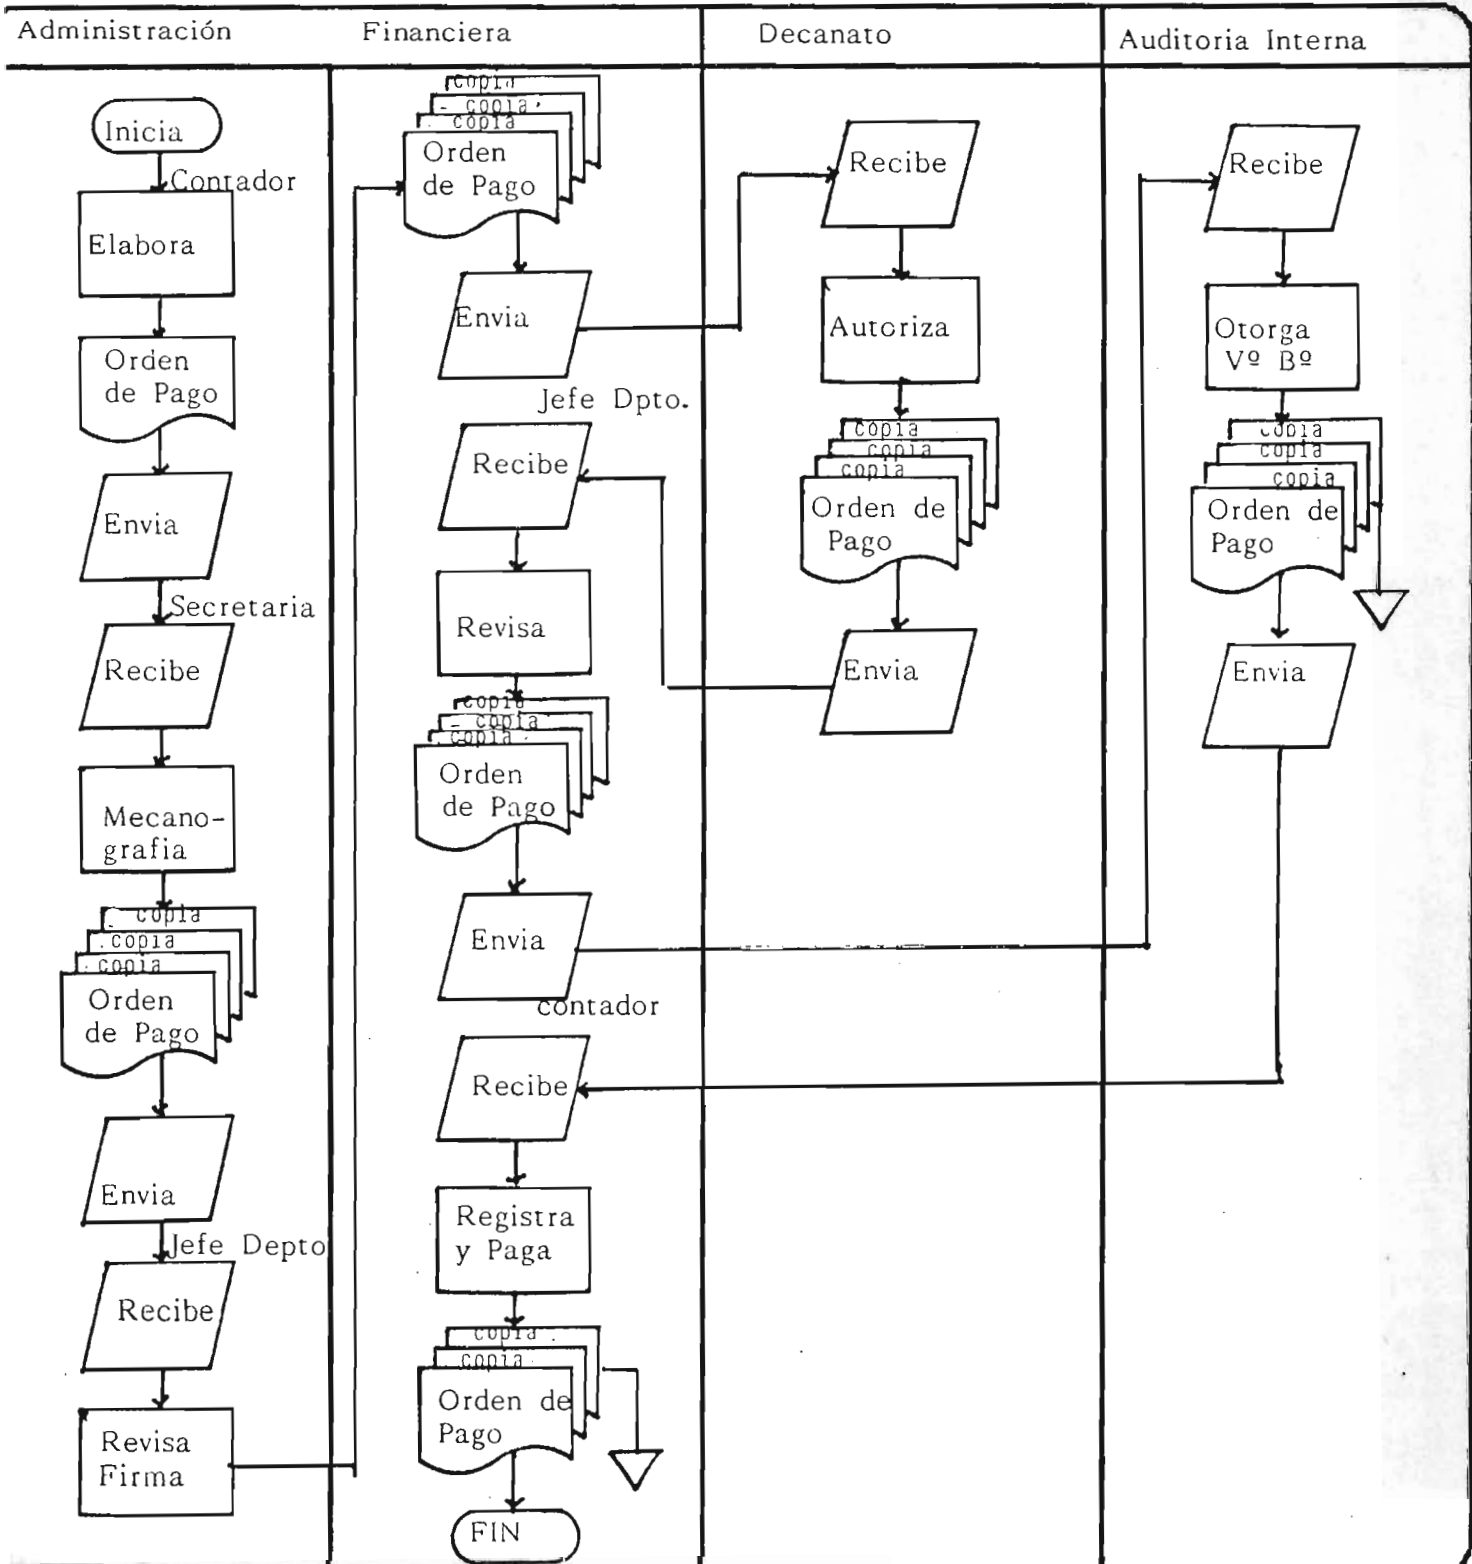 Administración
Financiera
Decanato
Auditoria Interna
Inicia
Contador
Elabora
Orden
de Pago
Envia
Secretaria
Recibe
Mecano-
grafia
copia
copia
copia
Orden
de Pago
Envia
Jefe Depto
Recibe
Revisa
Firma
copia
copia
copia
Orden
de Pago
Envia
Jefe Dpto.
Recibe
Revisa
copia
copia
copia
Orden
de Pago
Envia
contador
Recibe
Registra
y Paga
copia
copia
Orden de
Pago
FIN
Recibe
Autoriza
copia
copia
copia
Orden de
Pago
Envia
Recibe
Otorga
Vº Bº
copia
copia
copia
Orden de
Pago
Envia